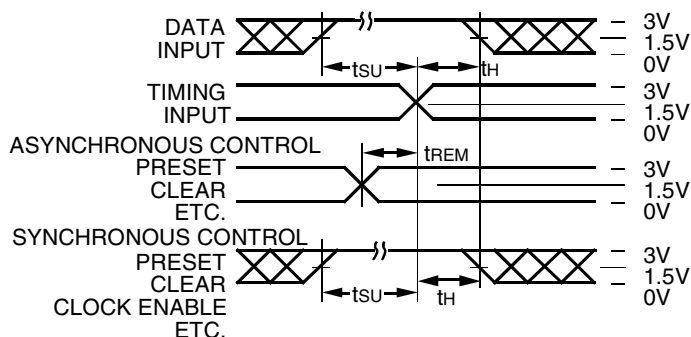 DATA
INPUT
tSU
tH
3V
1.5V
0V
TIMING
INPUT
3V
1.5V
0V
ASYNCHRONOUS CONTROL
PRESET
CLEAR
ETC.
tREM
3V
1.5V
0V
SYNCHRONOUS CONTROL
PRESET
CLEAR
CLOCK ENABLE
ETC.
tSU
tH
3V
1.5V
0V